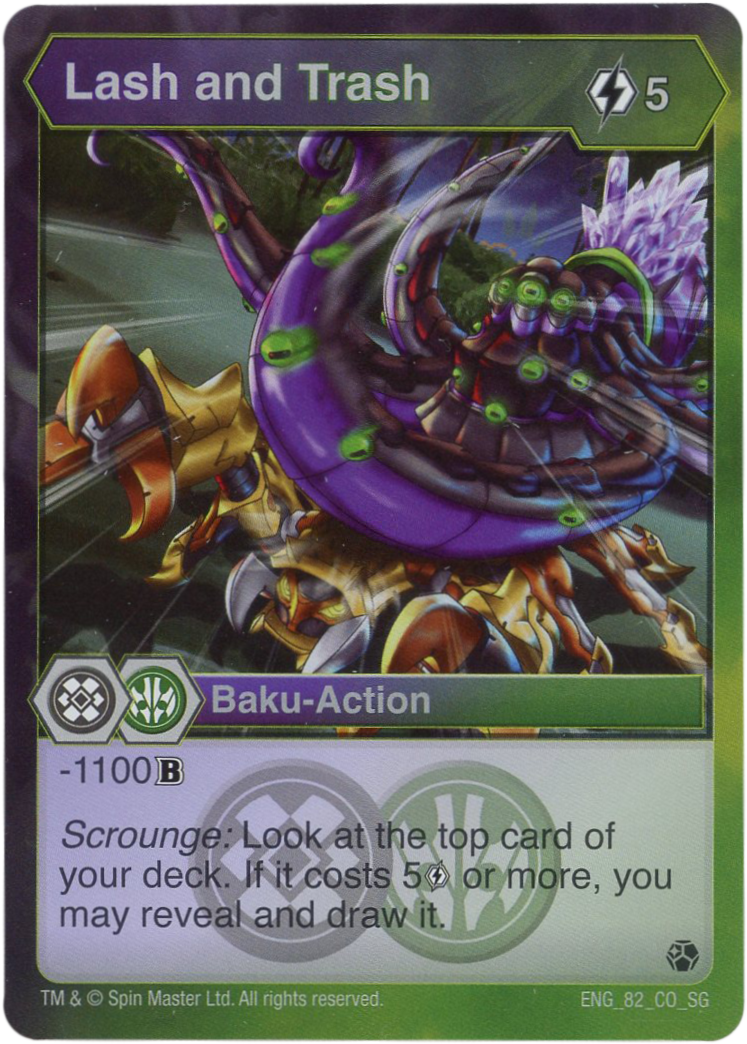 Lash and Trash
5
Baku-Action
-1100B
Scrounge: Look at the top card of
your deck. If it costs 5 or more, you
may reveal and draw it.
TM & © Spin Master Ltd. All rights reserved.
ENG_82_CO_SG